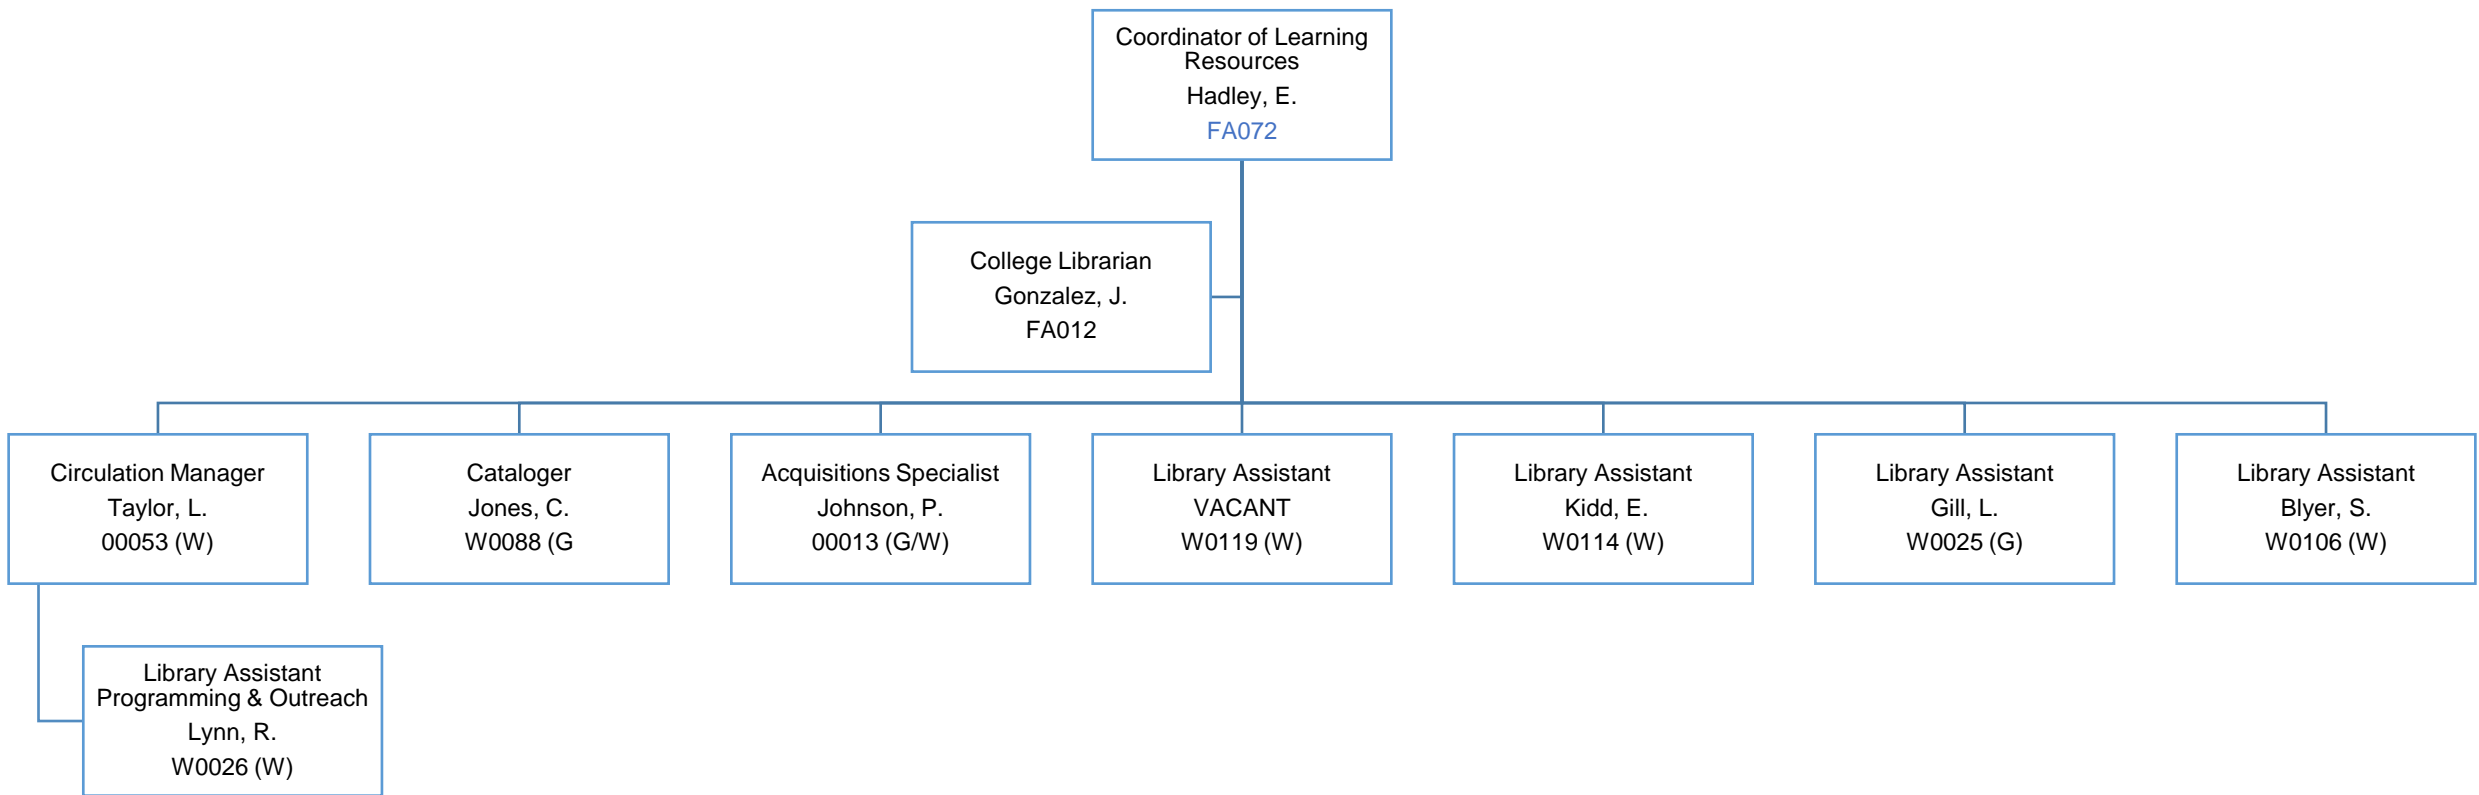 Coordinator of Learning
Resources
Hadley, E.
FA072
College Librarian
Gonzalez, J.
FA012
Circulation Manager
Taylor, L.
00053 (W)
Cataloger
Jones, C.
W0088 (G
Acquisitions Specialist
Johnson, P.
00013 (G/W)
Library Assistant
VACANT
W0119 (W)
Library Assistant
Kidd, E.
W0114 (W)
Library Assistant
Gill, L.
W0025 (G)
Library Assistant
Blyer, S.
W0106 (W)
Library Assistant
Programming & Outreach
Lynn, R.
W0026 (W)